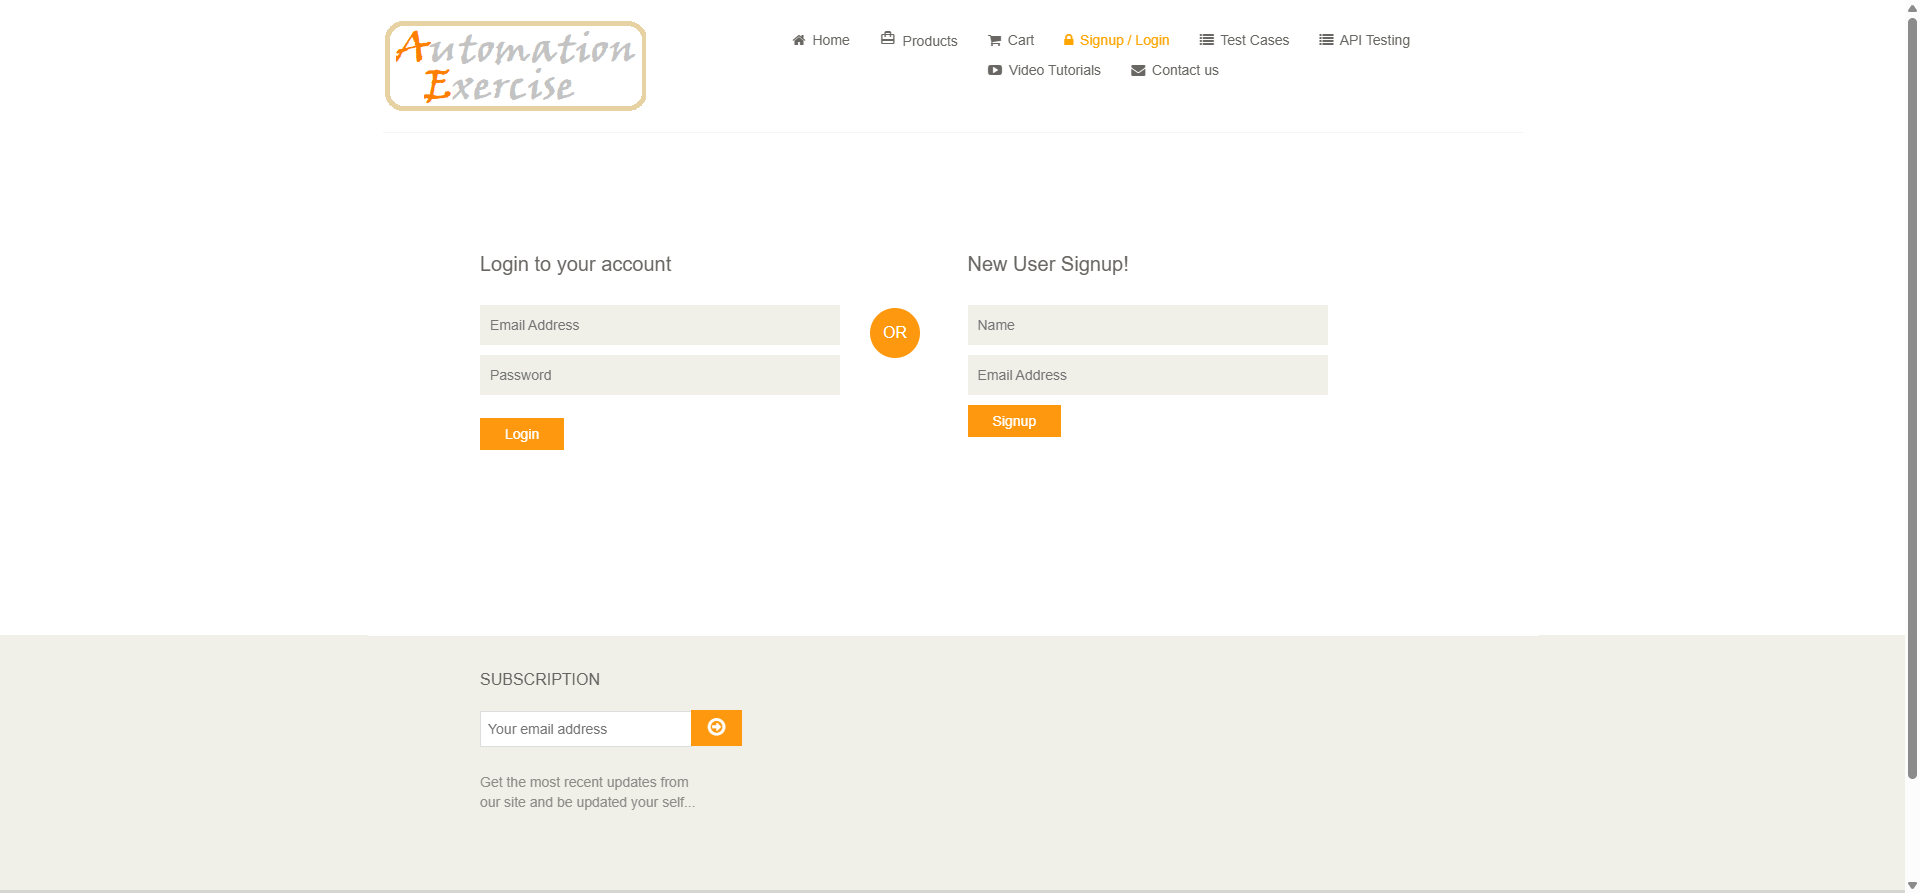 Automation
Exercise
Home Products Cart Signup / Login Test Cases API Testing
Video Tutorials Contact us
Login to your account
Email Address
Password
Login
OR
New User Signup!
Name
Email Address
Signup
SUBSCRIPTION
Your email address
Get the most recent updates from
our site and be updated your self...